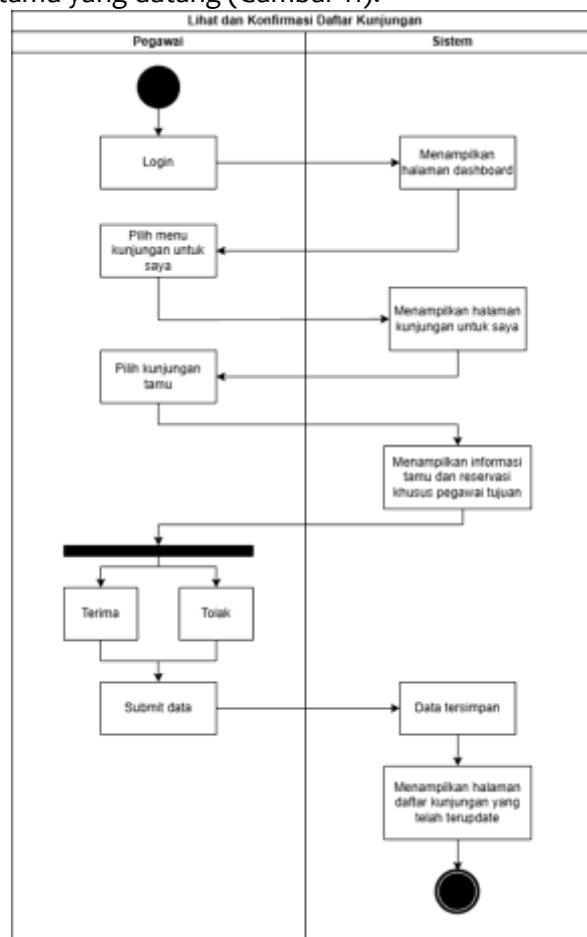 tama yang datang (Gambar 11).
Lihat dan Konfirmasi Daftar Kunjungan
Pegawai
Sistem
Login
Menampilkan
halaman dashboard
Pilih menu
kunjungan untuk
saya
Menampilkan halaman
kunjungan untuk saya
Pilih kunjungan
tamu
Menampilkan informasi
tamu dan reservasi
khusus pegawai tujuan
Terima
Tolak
Submit data
Data tersimpan
Menampilkan halaman
daftar kunjungan yang
telah terupdate